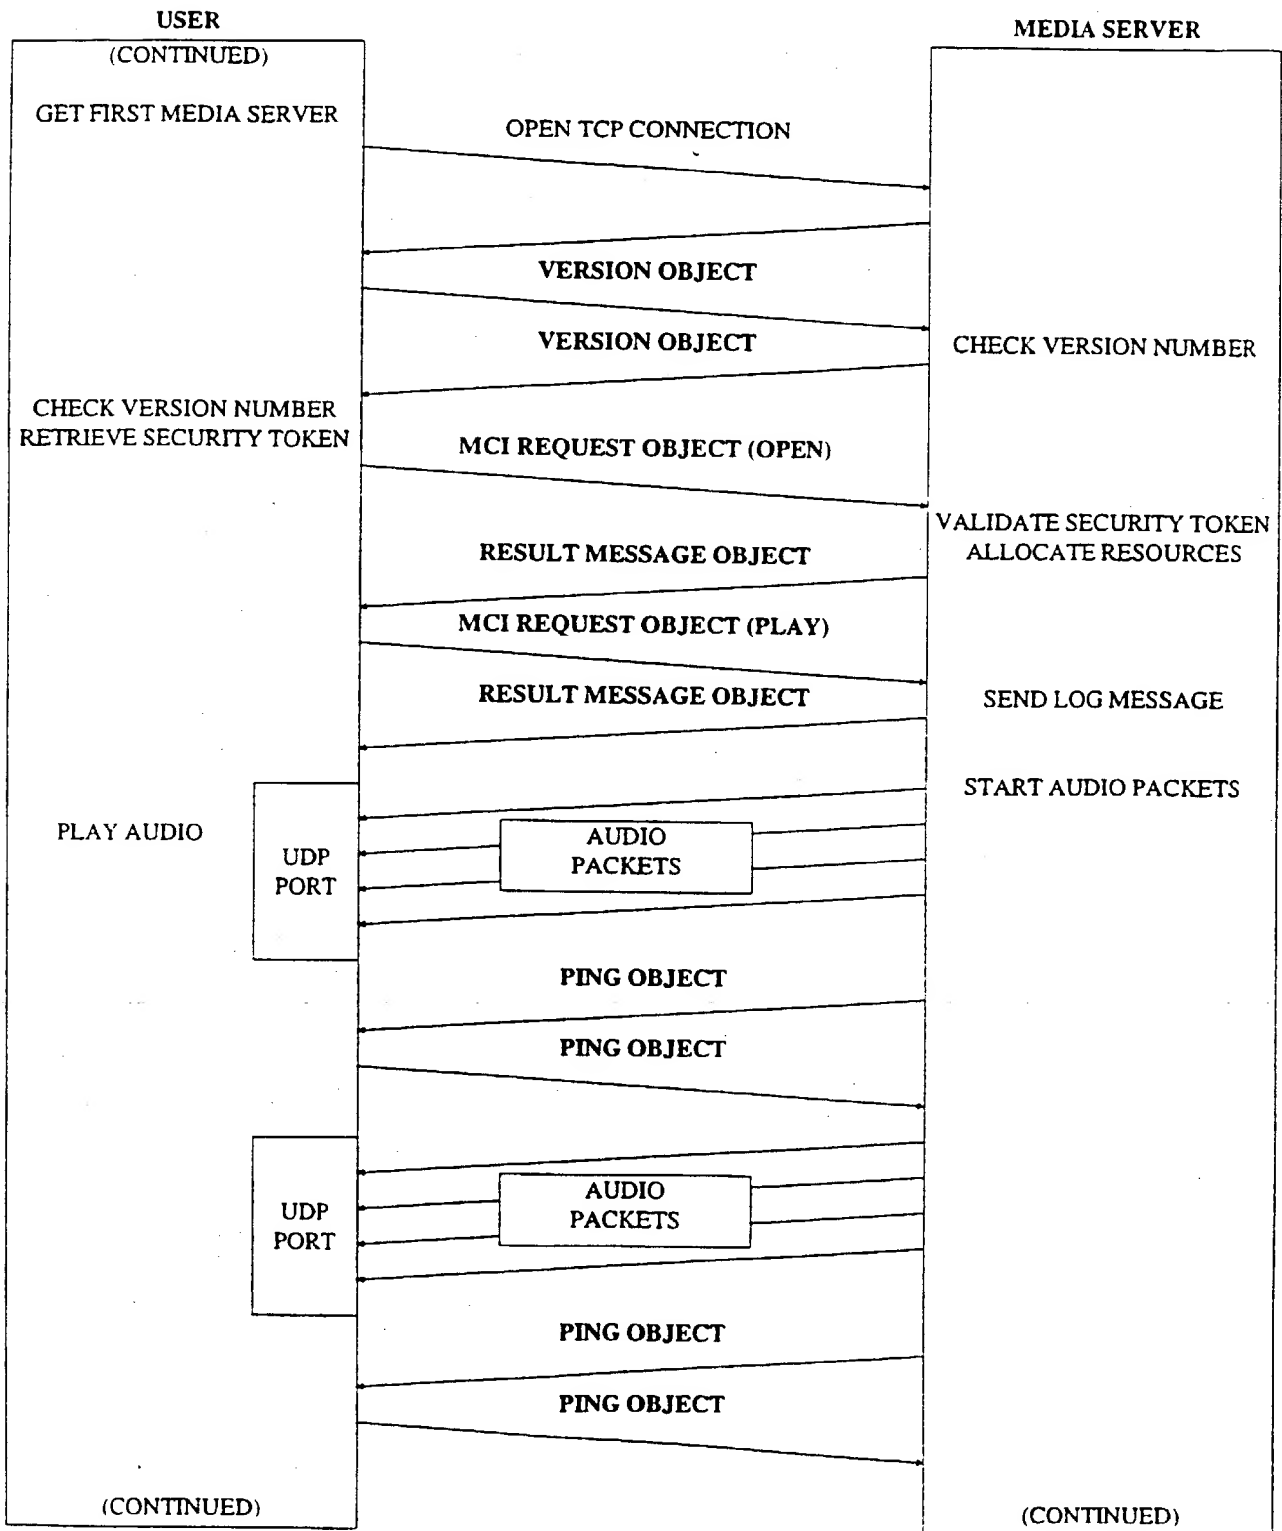 USER
MEDIA SERVER
(CONTINUED)
GET FIRST MEDIA SERVER
OPEN TCP CONNECTION
VERSION OBJECT
VERSION OBJECT
CHECK VERSION NUMBER
CHECK VERSION NUMBER
RETRIEVE SECURITY TOKEN
MCI REQUEST OBJECT (OPEN)
VALIDATE SECURITY TOKEN
ALLOCATE RESOURCES
RESULT MESSAGE OBJECT
MCI REQUEST OBJECT (PLAY)
RESULT MESSAGE OBJECT
SEND LOG MESSAGE
START AUDIO PACKETS
PLAY AUDIO
UDP
PORT
AUDIO
PACKETS
PING OBJECT
PING OBJECT
UDP
PORT
AUDIO
PACKETS
PING OBJECT
PING OBJECT
(CONTINUED)
(CONTINUED)